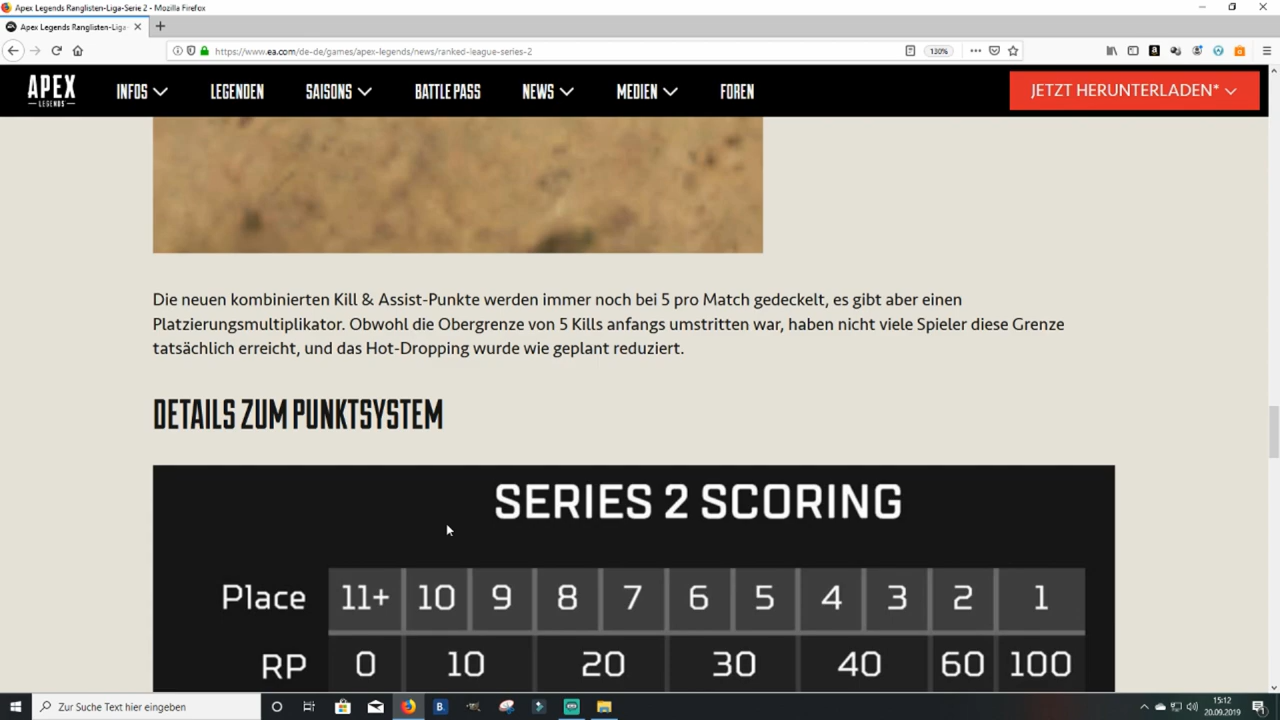 Apex Legends Ranglisten-Liga-Serie 2 - Mozilla Firefox
Apex Legends Ranglisten-Liga-
https://www.ea.com/de-de/games/apex-legends/news/ranked-league-series-2
130%
APEX
LEGENDS
INFOS
LEGENDEN
SAISONS
BATTLE PASS
NEWS
MEDIEN
FOREN
JETZT HERUNTERLADEN*
Die neuen kombinierten Kill & Assist-Punkte werden immer noch bei 5 pro Match gedeckelt, es gibt aber einen
Platzierungsmultiplikator. Obwohl die Obergrenze von 5 Kills anfangs umstritten war, haben nicht viele Spieler diese Grenze
tatsächlich erreicht, und das Hot-Dropping wurde wie geplant reduziert.
DETAILS ZUM PUNKTSYSTEM
SERIES 2 SCORING
Place 11+ 10 9 8 7 6 5 4 3 2 1
RP 0 10 20 30 40 60 100
Zur Suche Text hier eingeben
15:12
20.09.2019